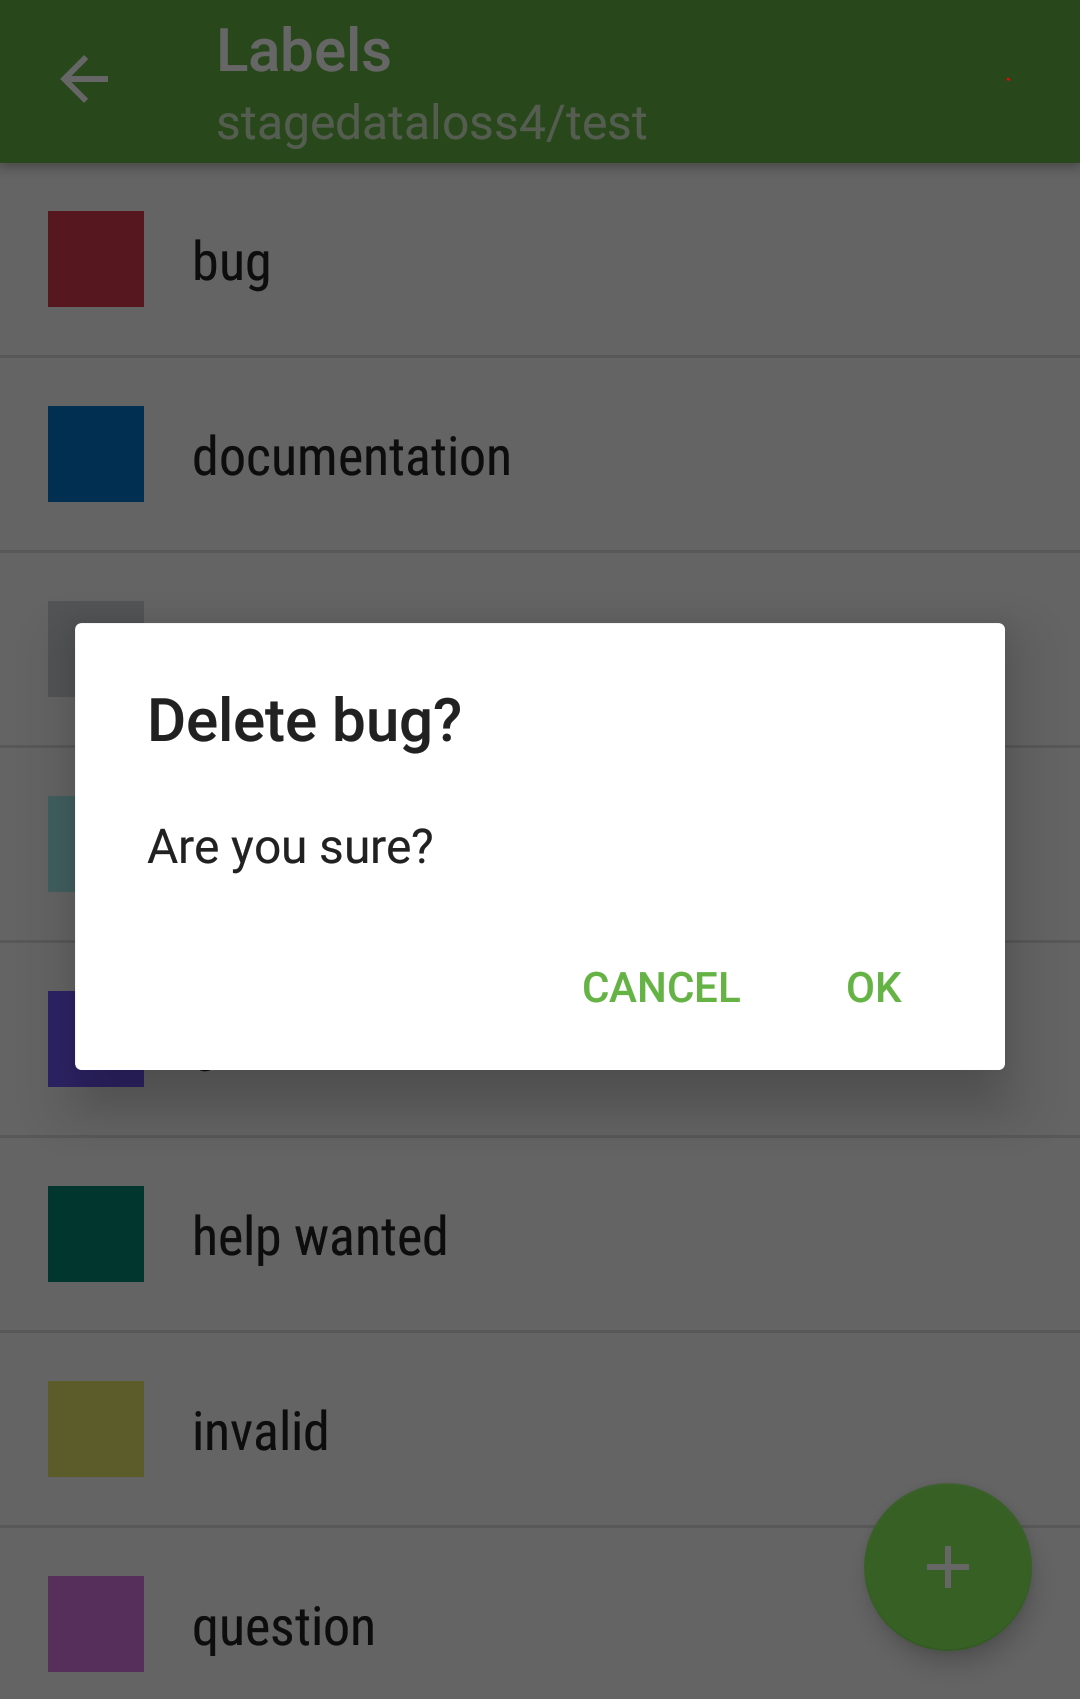 Labels
stagedataloss4/test
bug
documentation
Delete bug?
Are you sure?
CANCEL OK
help wanted
invalid
question